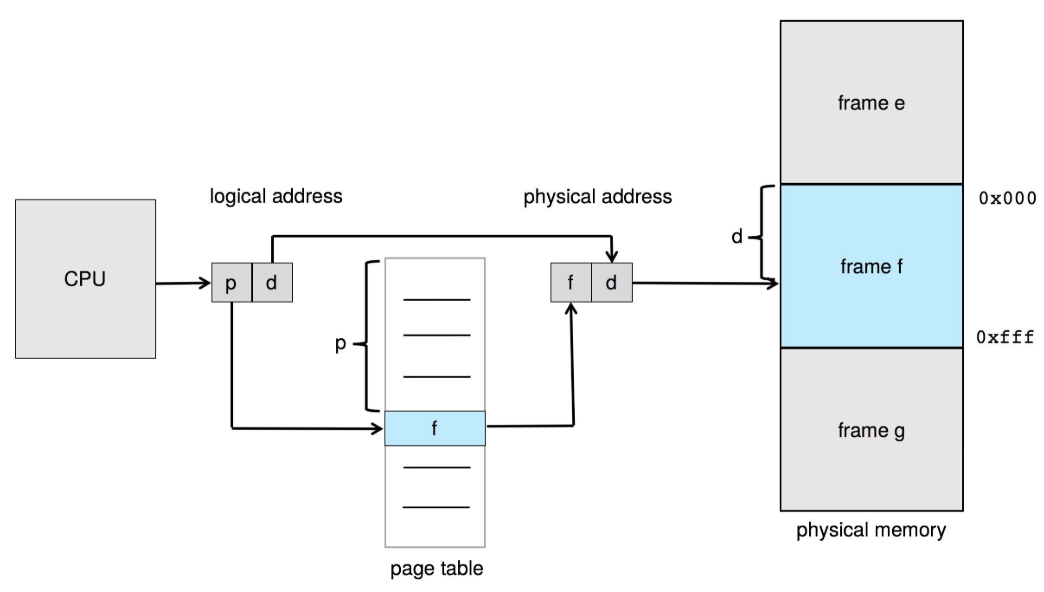 frame e
logical address
physical address
0x000
d
CPU
p d
f d
frame f
p
0xfff
f
frame g
physical memory
page table